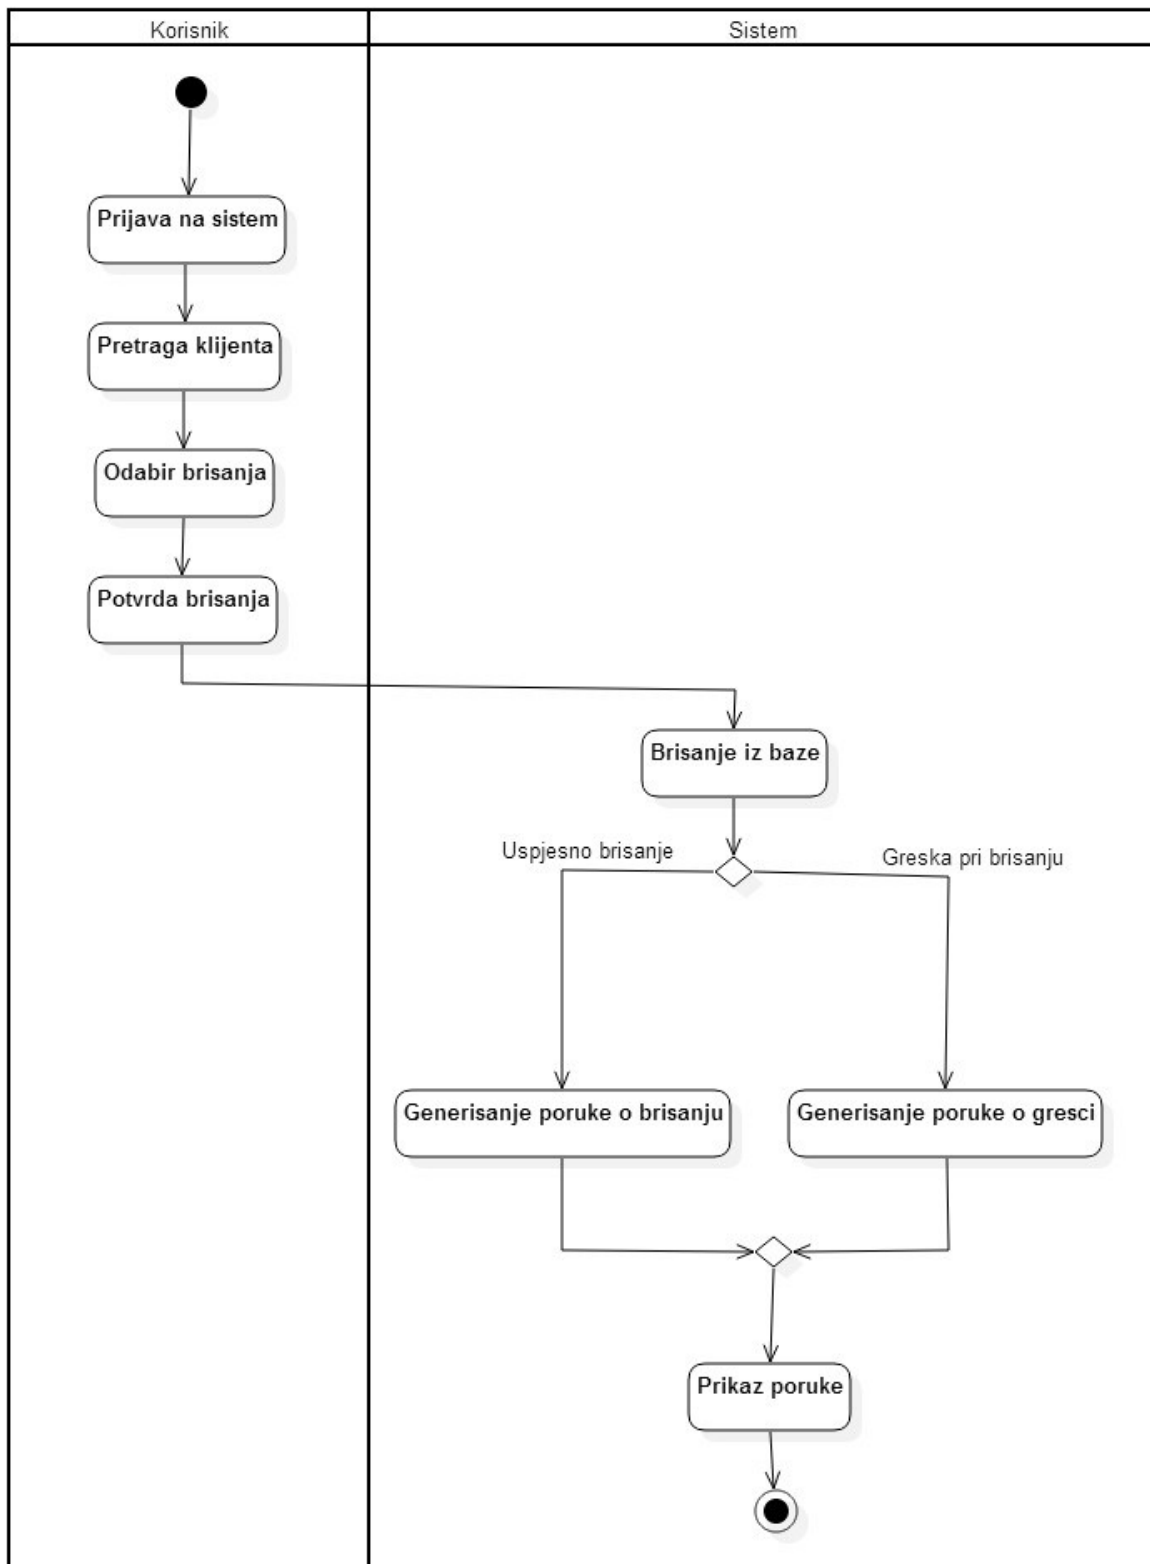 Korisnik
Sistem
Prijava na sistem
Pretraga klijenta
Odabir brisanja
Potvrda brisanja
Brisanje iz baze
Uspjesno brisanje
Greska pri brisanju
Generisanje poruke o brisanju
Generisanje poruke o gresci
Prikaz poruke